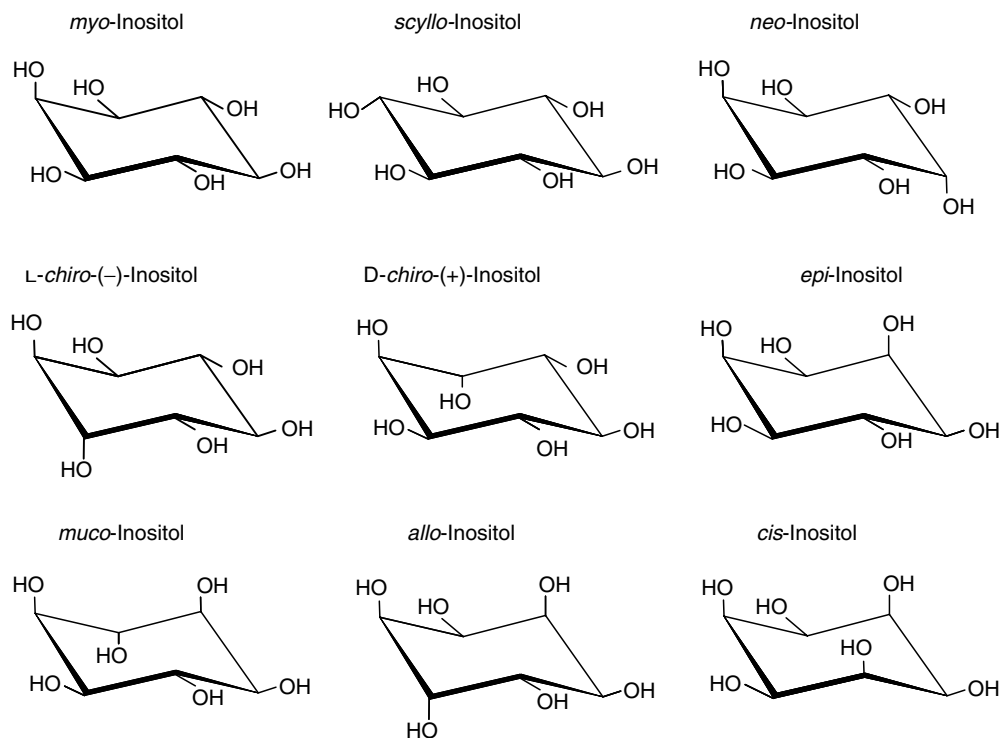 myo-Inositol
scyllo-Inositol
neo-Inositol
HO
HO
OH
HO
OH
OH
HO
HO
OH
HO
OH
OH
HO
HO
OH
HO
OH
OH
L-chiro-(–)-Inositol
D-chiro-(+)-Inositol
epi-Inositol
HO
HO
OH
OH
OH
HO
HO
HO
OH
HO
OH
OH
HO
OH
HO
HO
OH
OH
muco-Inositol
allo-Inositol
cis-Inositol
HO
OH
HO
HO
OH
OH
HO
OH
HO
OH
OH
HO
HO
OH
HO
HO
HO
OH